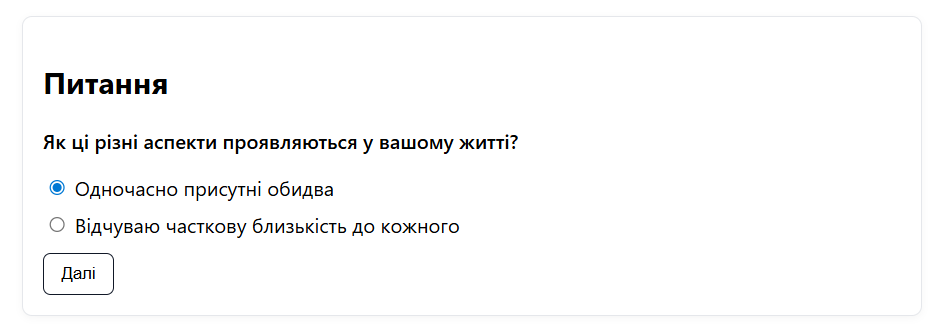 Питання
Як ці різні аспекти проявляються у вашому житті?
Одночасно присутні обидва
Відчуваю часткову близькість до кожного
Далі